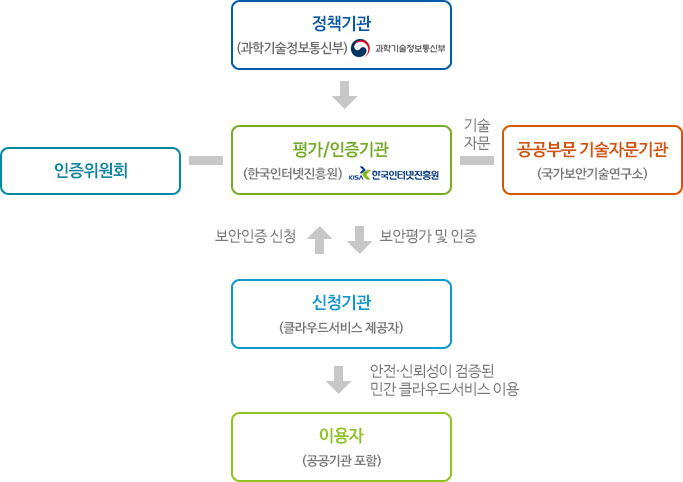 정책기관
(과학기술정보통신부) 과학기술정보통신부
기술
자문
평가/인증기관
(한국인터넷진흥원) KISA 한국인터넷진흥원
인증위원회
공공부문 기술자문기관
(국가보안기술연구소)
보안인증 신청
보안평가 및 인증
신청기관
(클라우드서비스 제공자)
안전·신뢰성이 검증된
민간 클라우드서비스 이용
이용자
(공공기관 포함)